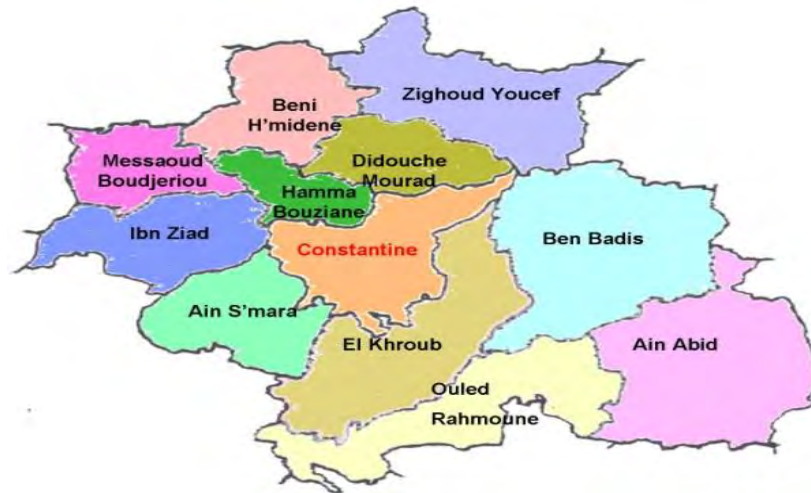 Zighoud Youcef
Beni
H'midene
Messaoud
Boudjeriou
Didouche
Mourad
Hamma
Bouziane
Ibn Ziad
Constantine
Ben Badis
Ain S'mara
El Khroub
Ain Abid
Ouled
Rahmoune